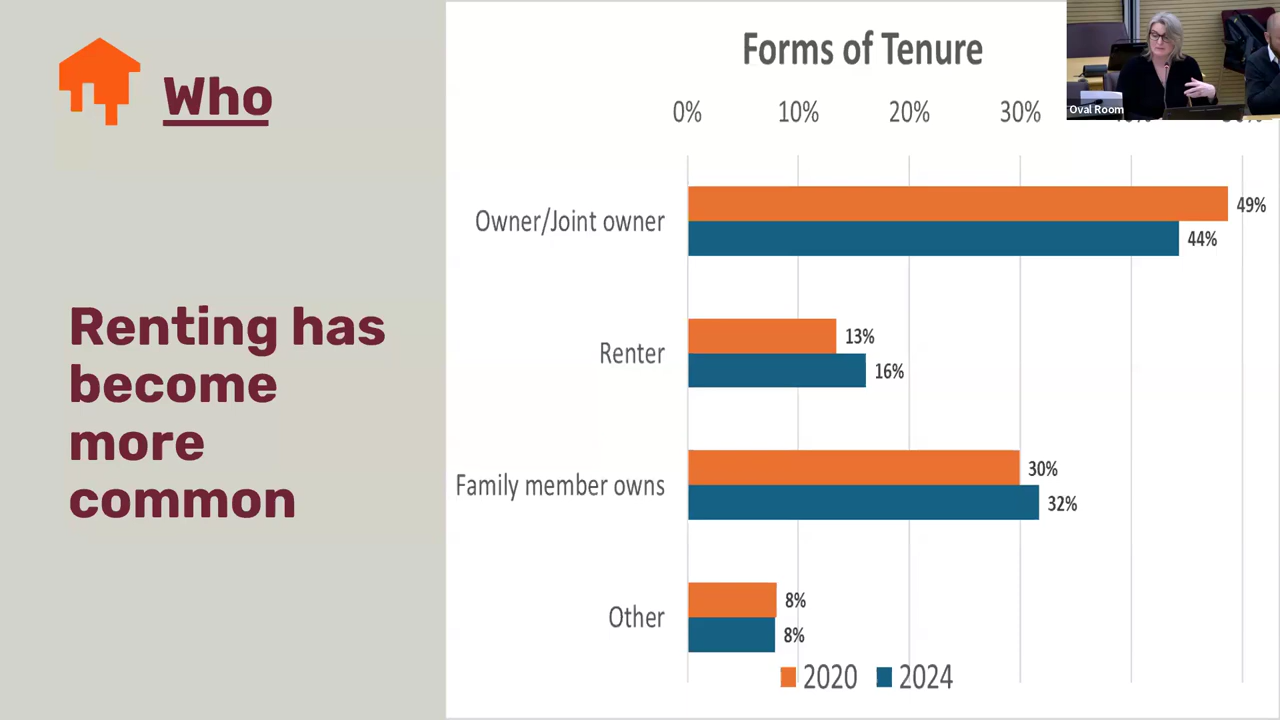 Who
Renting has
become
more
common
Forms of Tenure
0% 10% 20% 30%
Owner/Joint owner
49%
44%
Renter
13%
16%
Family member owns
30%
32%
Other
8%
8%
2020 2024
Oval Room